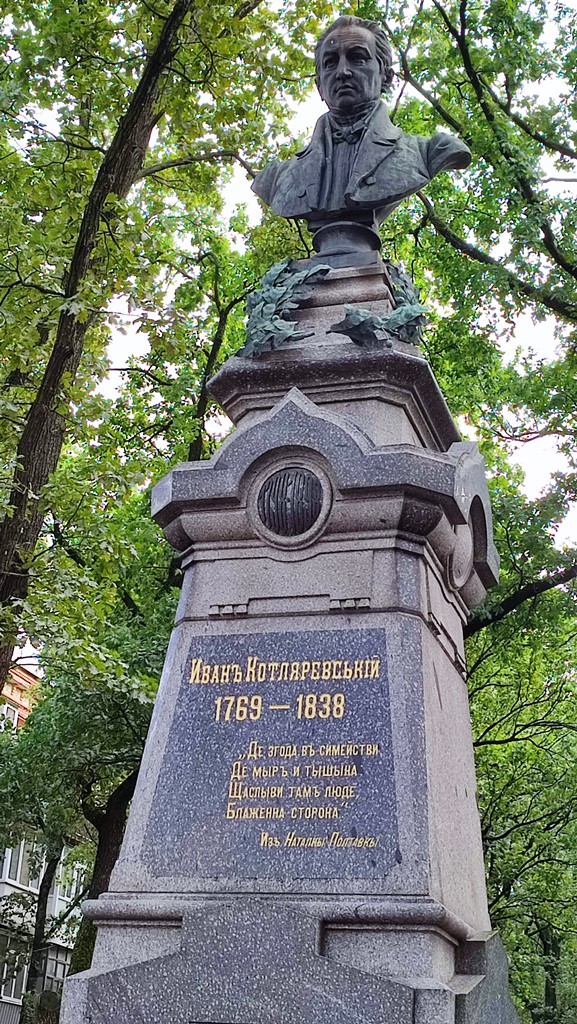 Иванъ Котляревській
1769 — 1838
„Де згода въ симействи
Де мыръ и тышына
Щаслыви тамъ люде,
Блаженна сторона"
Изъ Наталкы Полтавкы.